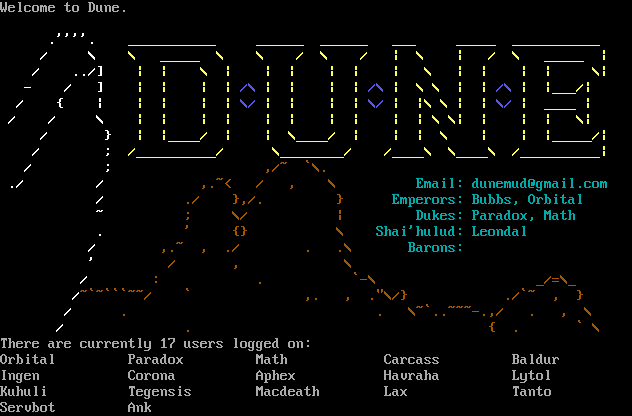 Welcome to Dune.
DUNE
Email: dunemud@gmail.com
Emperors: Bubbs, Orbital
Dukes: Paradox, Math
Shai'hulud: Leondal
Barons:
There are currently 17 users logged on:
Orbital Paradox Math Carcass Baldur
Ingen Corona Aphex Havraha Lytol
Kuhuli Tegensis Macdeath Lax Tanto
Servbot Ank